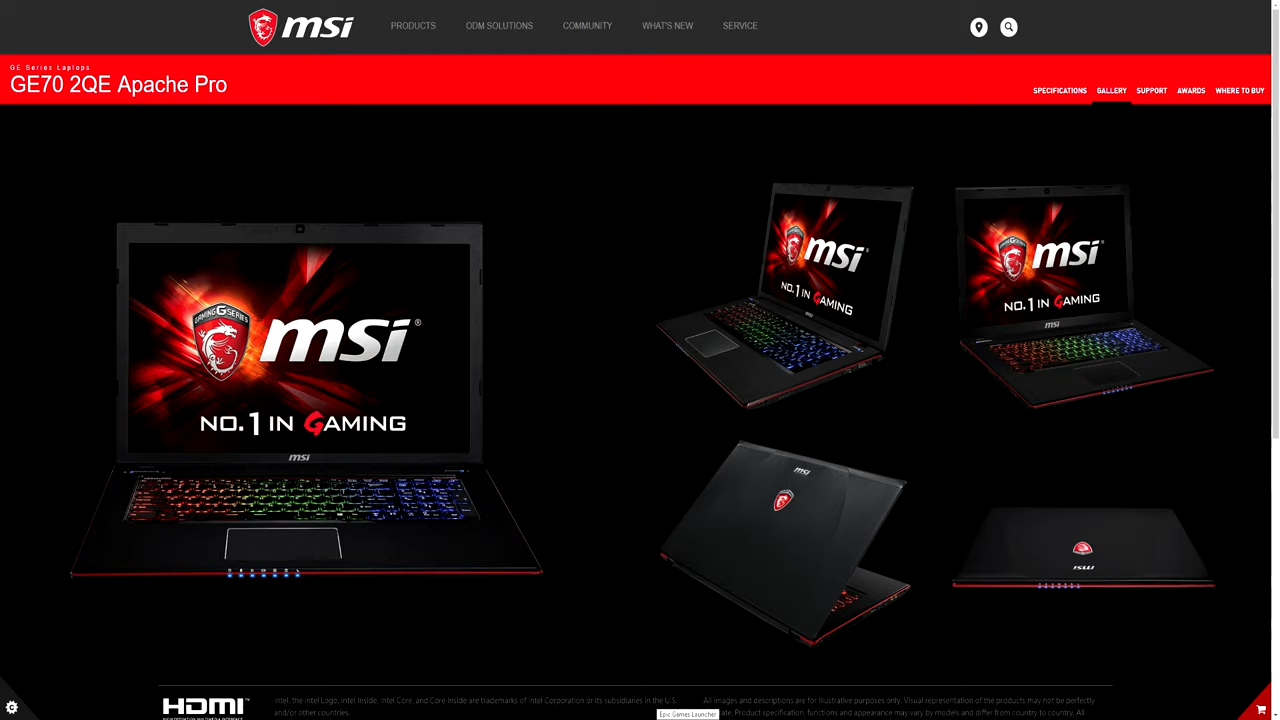 msi
PRODUCTS
ODM SOLUTIONS
COMMUNITY
WHAT'S NEW
SERVICE
GE Series Laptops
GE70 2QE Apache Pro
SPECIFICATIONS
GALLERY
SUPPORT
AWARDS
WHERE TO BUY
GAMING G SERIES
msi®
NO.1 IN GAMING
msi
msi®
NO.1 IN GAMING
msi®
NO.1 IN GAMING
msi
msi
msi
HDMI™
HIGH-DEFINITION MULTIMEDIA INTERFACE
Intel, the Intel Logo, Intel Inside, Intel Core, and Core Inside are trademarks of Intel Corporation or its subsidiaries in the U.S.
and/or other countries.
All images and descriptions are for illustrative purposes only. Visual representation of the products may not be perfectly
Product specification, functions and appearance may vary by models and differ from country to country. All
Epic Games Launcher